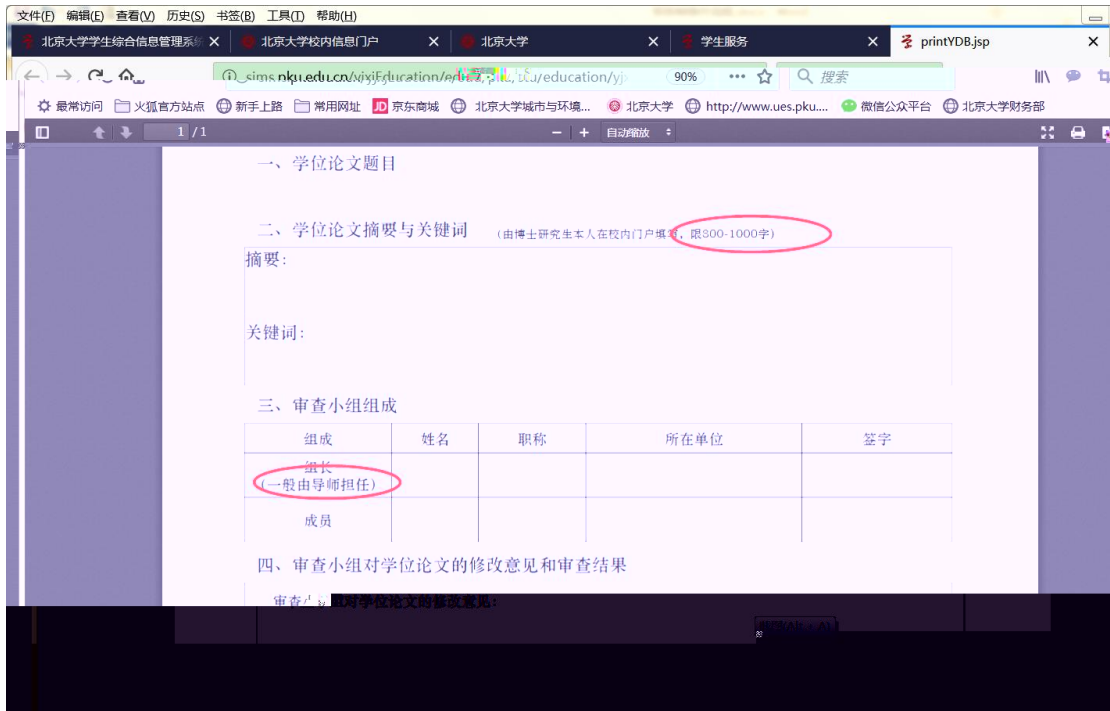 文件(F) 编辑(E) 查看(V) 历史(S) 书签(B) 工具(T) 帮助(H)
北京大学学生综合信息管理系统 北京大学校内信息门户 北京大学 学生服务 printYDB.jsp
90% 搜索
最常访问 火狐官方站点 新手上路 常用网址 JD 京东商城 北京大学城市与环境... 北京大学 http://www.ues.pku.... 微信公众平台 北京大学财务部
1 / 1 — + 自动缩放
一、学位论文题目
二、学位论文摘要与关键词 (由博士研究生本人在校内门户填写，限800-1000字)
摘要：
关键词：
三、审查小组组成
组成 姓名 职称 所在单位 签字
组长
(一般由导师担任)
成员
四、审查小组对学位论文的修改意见和审查结果
审查小组对学位论文的修改意见：